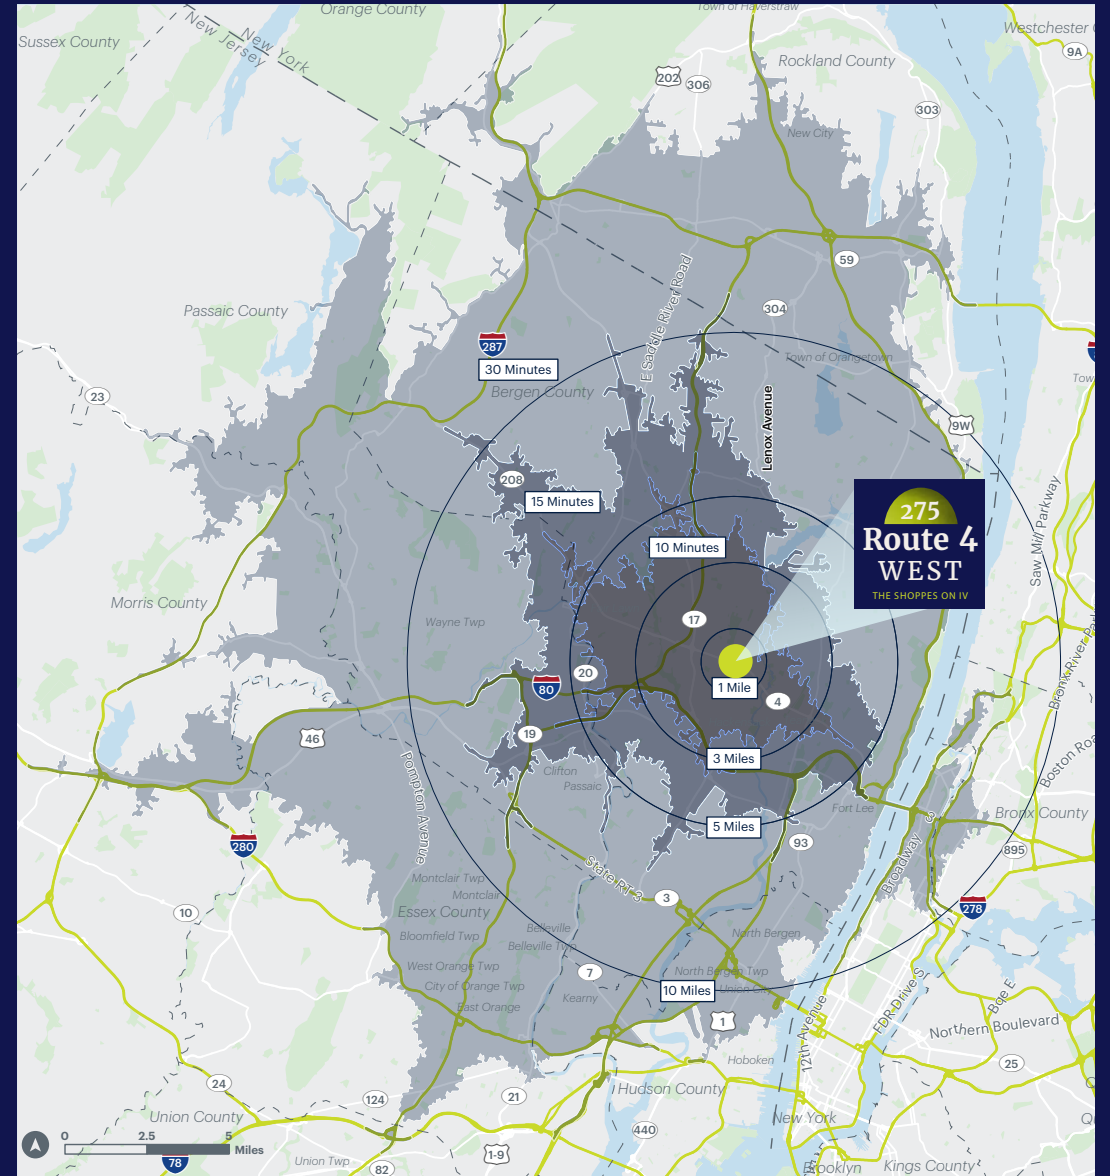 Orange County
Town of Haverstraw
Sussex County
New York
New Jersey
Westchester
9A
Rockland County
202
306
303
New City
59
E Saddle River Road
304
Passaic County
287
30 Minutes
Town of Orangetown
Bergen County
23
Lenox Avenue
9W
208
15 Minutes
275
Route 4
WEST
THE SHOPPES ON IV
Saw Mill Parkway
10 Minutes
Morris County
Wayne Twp
17
20
80
1 Mile
4
Bronx River Par
46
19
3 Miles
Boston Roa
Pompton Avenue
Clifton
Passaic
Fort Lee
5 Miles
Bronx County
280
93
895
Broadway
State RT 3
Montclair Twp
Montclair
3
278
Essex County
10
Belleville
North Bergen
Bloomfield Twp
Belleville Twp
West Orange Twp
7
North Bergen Twp
City of Orange Twp
10 Miles
Union City
Kearny
East Orange
FDR Drive S
Bqe E
1
12th Avenue
Northern Boulevard
Hoboken
25
24
Hudson County
124
21
Union County
New York
440
0
2.5
5
Miles
78
Union Twp
1-9
82
Brooklyn
Kings County